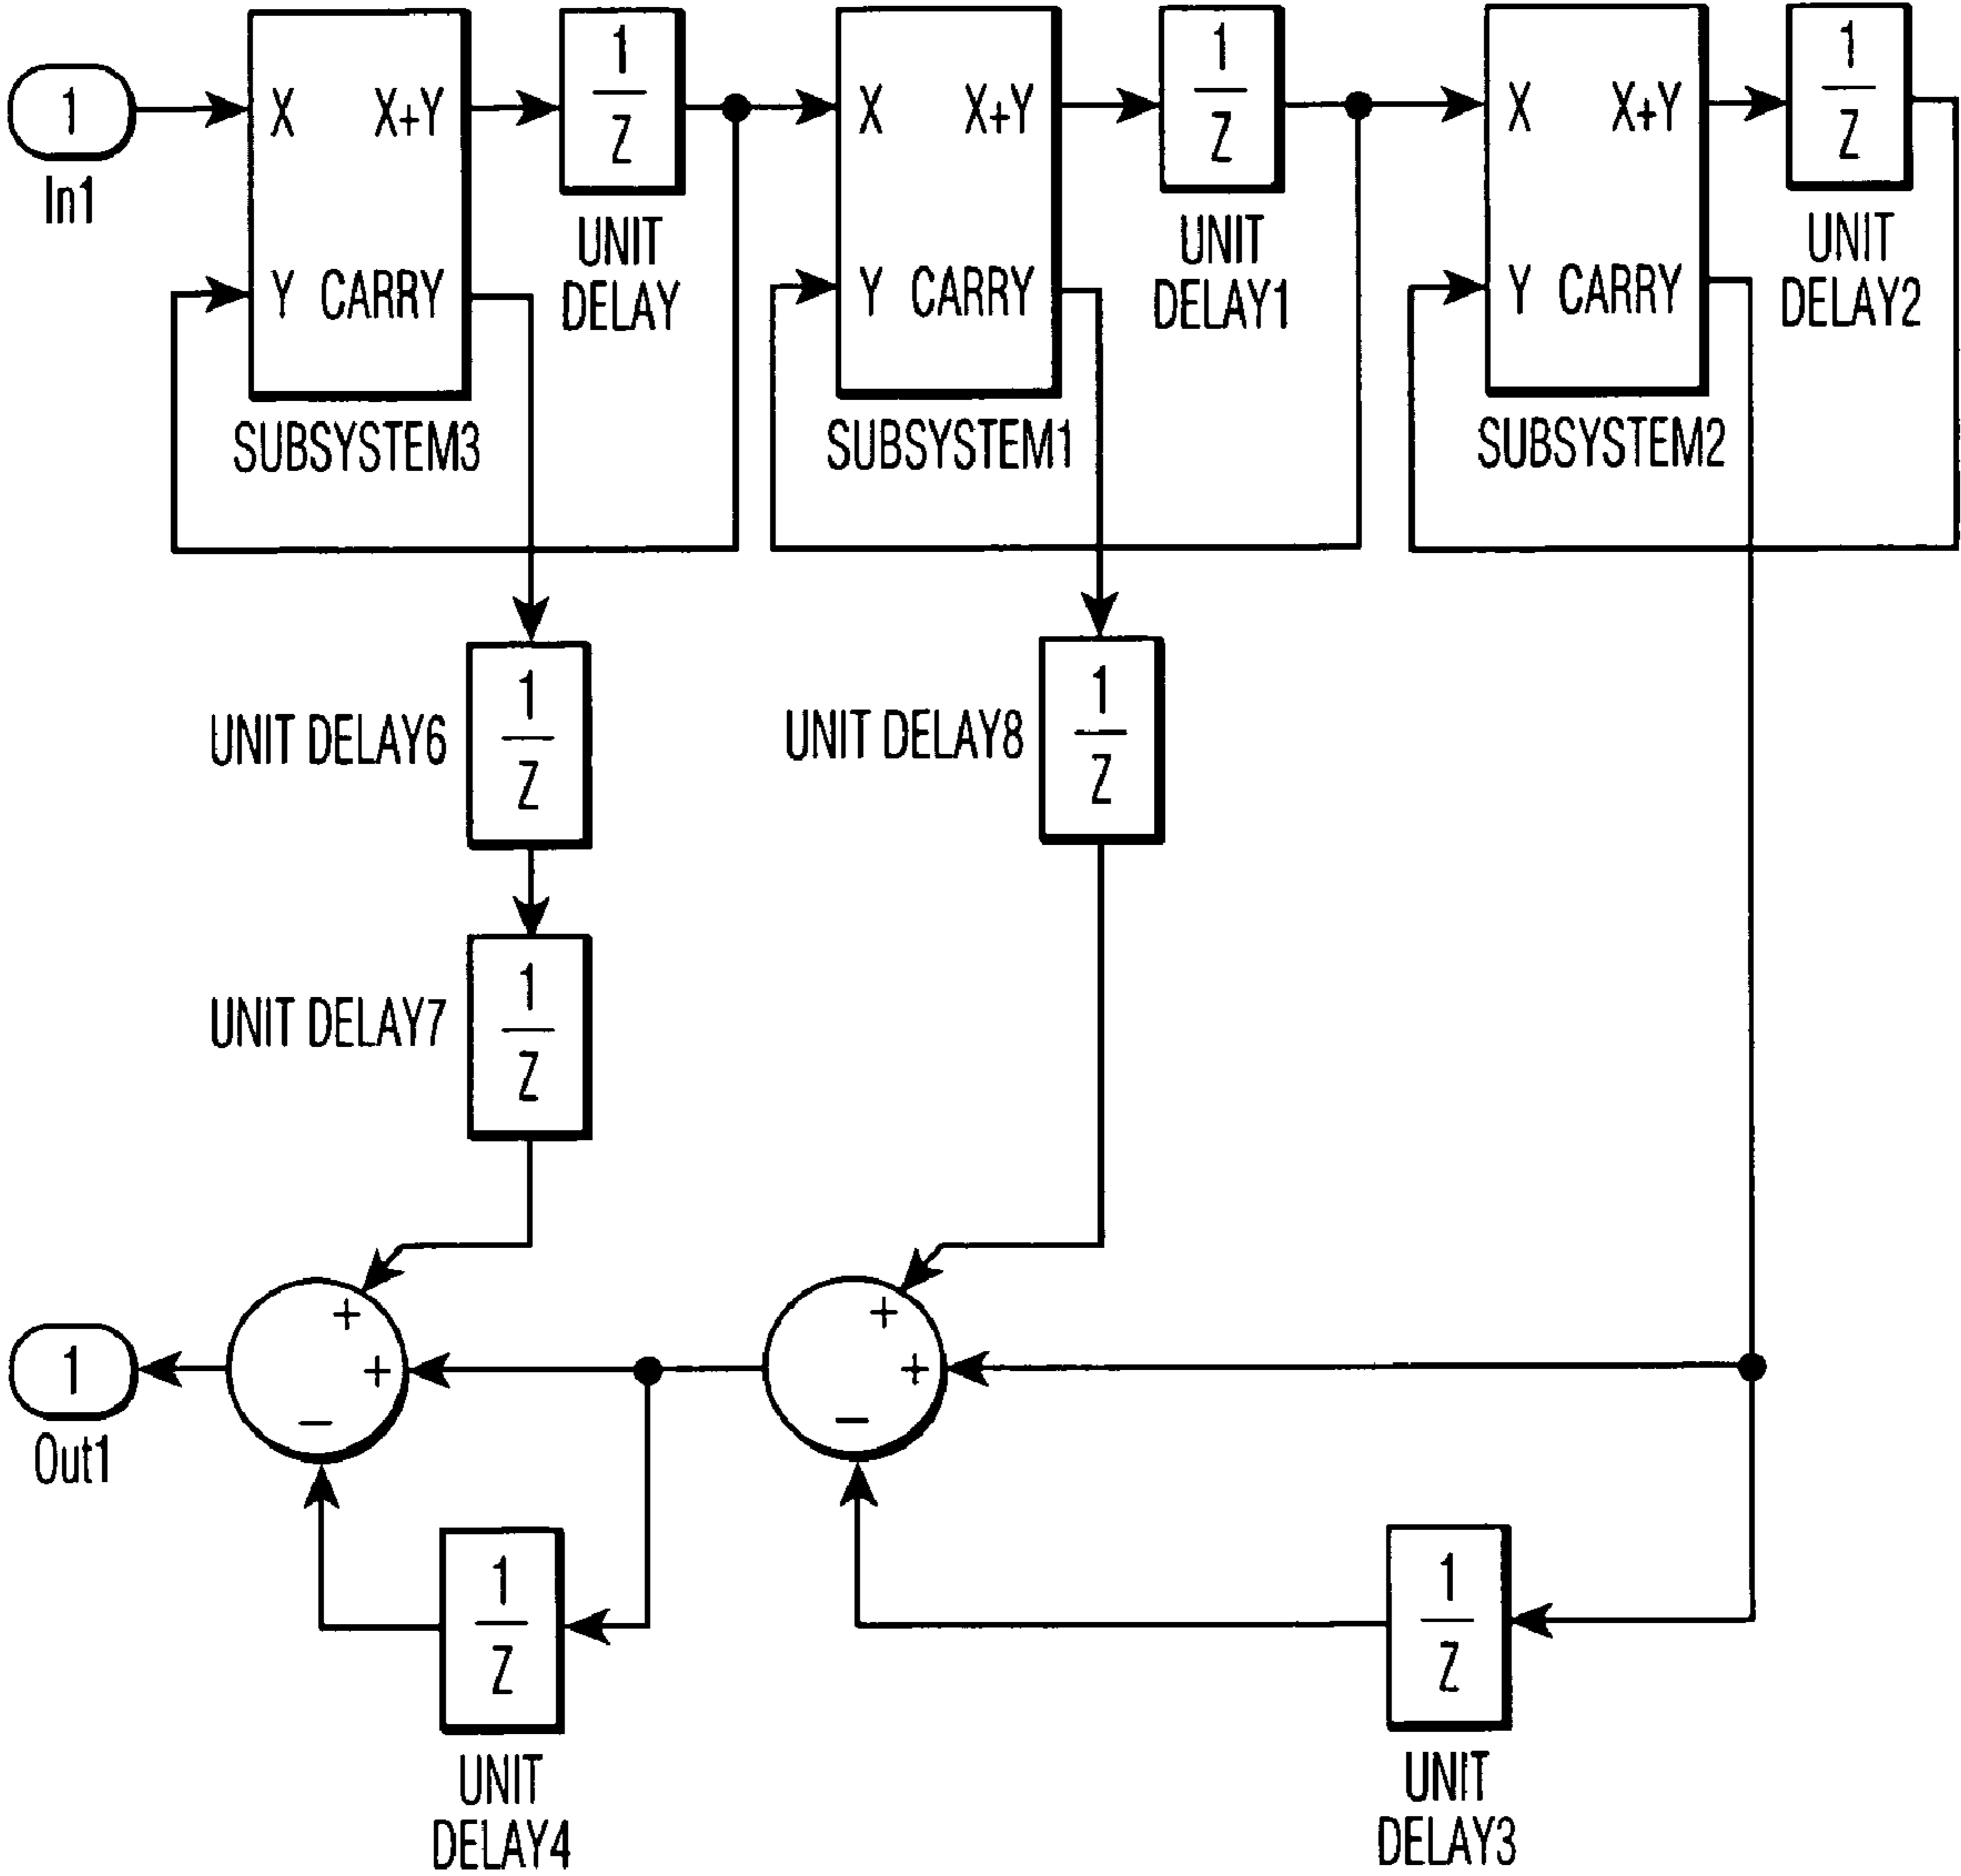 1
In1
X X+Y
Y CARRY
SUBSYSTEM3
1
Z
UNIT
DELAY
X X+Y
Y CARRY
SUBSYSTEM1
1
Z
UNIT
DELAY1
X X+Y
Y CARRY
SUBSYSTEM2
1
Z
UNIT
DELAY2
UNIT DELAY6
1
Z
UNIT DELAY8
1
Z
UNIT DELAY7
1
Z
1
Out1
+
+
−
+
+
−
1
Z
UNIT
DELAY4
1
Z
UNIT
DELAY3